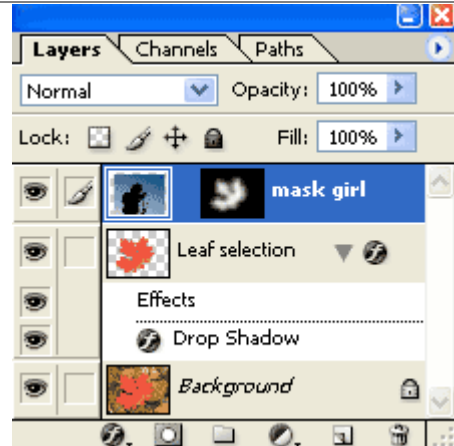 Layers Channels Paths
Normal Opacity: 100%
Lock: Fill: 100%
mask girl
Leaf selection
Effects
Drop Shadow
Background